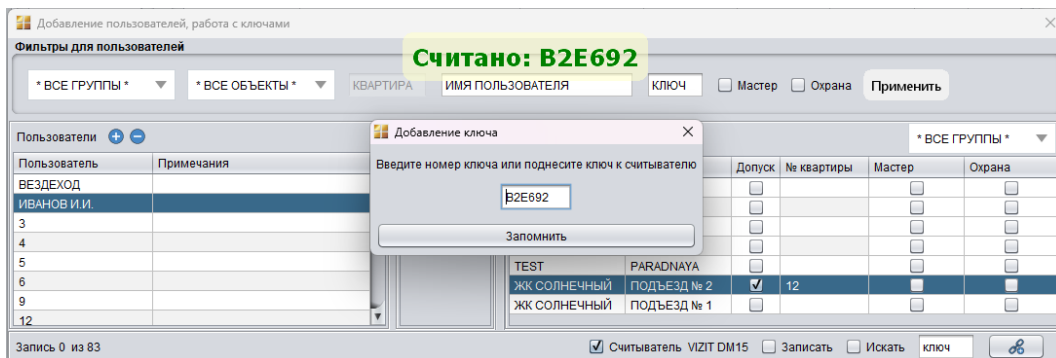 Добавление пользователей, работа с ключами
Фильтры для пользователей
Считано: B2E692
* ВСЕ ГРУППЫ * * ВСЕ ОБЪЕКТЫ * КВАРТИРА ИМЯ ПОЛЬЗОВАТЕЛЯ КЛЮЧ Мастер Охрана Применить
Пользователи
* ВСЕ ГРУППЫ *
Добавление ключа
Введите номер ключа или поднесите ключ к считывателю
B2E692
Запомнить
Пользователь Примечания
ВЕЗДЕХОД
ИВАНОВ И.И.
3
4
5
6
9
12
Допуск № квартиры Мастер Охрана
TEST PARADNAYA
ЖК СОЛНЕЧНЫЙ ПОДЪЕЗД № 2 12
ЖК СОЛНЕЧНЫЙ ПОДЪЕЗД № 1
Запись 0 из 83
Считыватель VIZIT DM15 Записать Искать КЛЮЧ